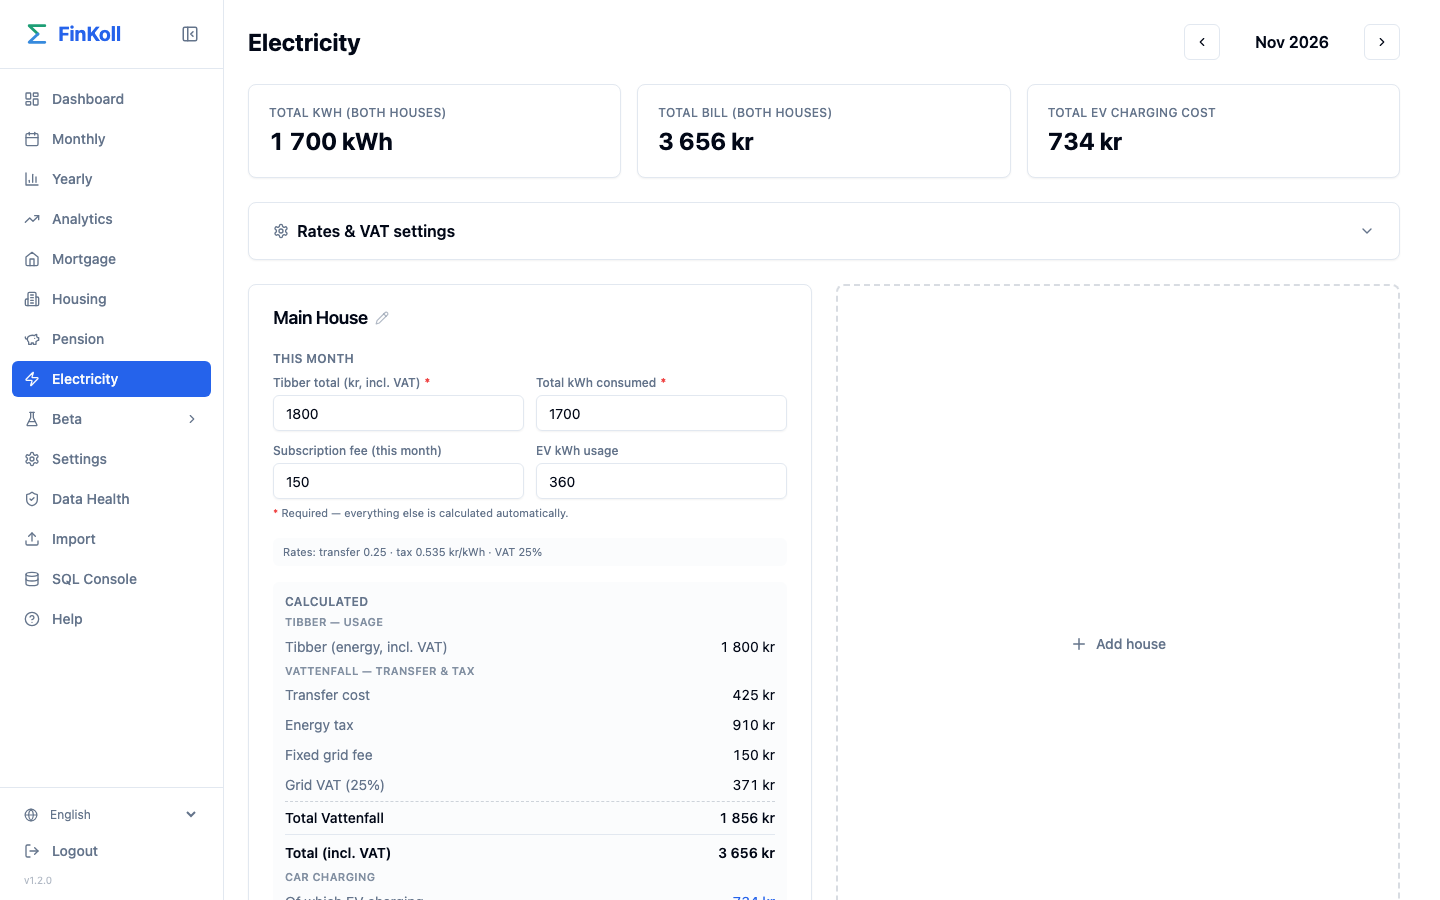 FinKoll
Dashboard
Monthly
Yearly
Analytics
Mortgage
Housing
Pension
Electricity
Beta
Settings
Data Health
Import
SQL Console
Help
English
Logout
v1.2.0
Electricity
Nov 2026
TOTAL KWH (BOTH HOUSES)
1 700 kWh
TOTAL BILL (BOTH HOUSES)
3 656 kr
TOTAL EV CHARGING COST
734 kr
Rates & VAT settings
Main House
THIS MONTH
Tibber total (kr, incl. VAT) *
1800
Total kWh consumed *
1700
Subscription fee (this month)
150
EV kWh usage
360
* Required — everything else is calculated automatically.
Rates: transfer 0.25 · tax 0.535 kr/kWh · VAT 25%
CALCULATED
TIBBER — USAGE
Tibber (energy, incl. VAT) 1 800 kr
VATTENFALL — TRANSFER & TAX
Transfer cost 425 kr
Energy tax 910 kr
Fixed grid fee 150 kr
Grid VAT (25%) 371 kr
Total Vattenfall 1 856 kr
Total (incl. VAT) 3 656 kr
CAR CHARGING
Of which EV charging 734 kr
Add house